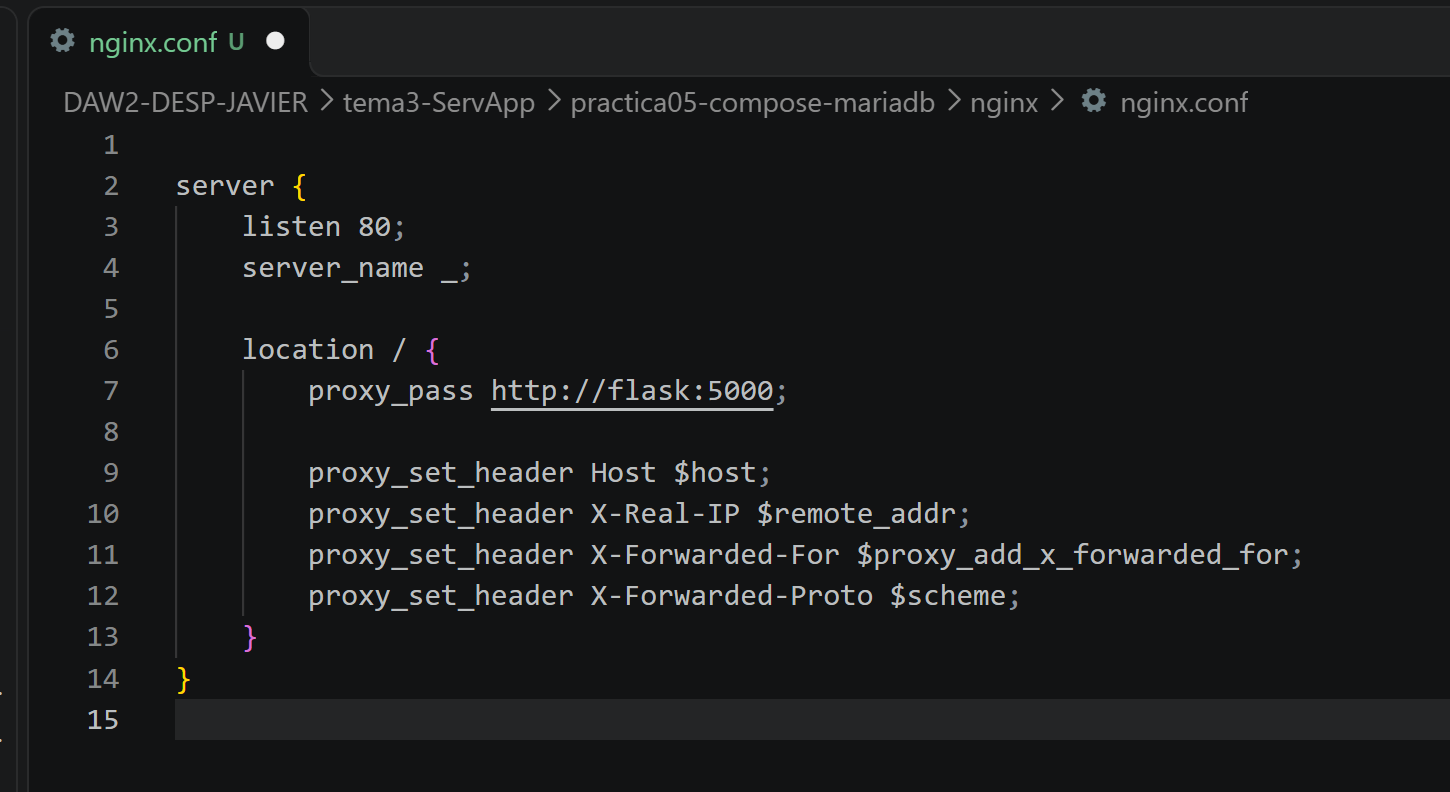 nginx.conf U
DAW2-DESP-JAVIER > tema3-ServApp > practica05-compose-mariadb > nginx > nginx.conf
1
2 server {
3 listen 80;
4 server_name _;
5
6 location / {
7 proxy_pass http://flask:5000;
8
9 proxy_set_header Host $host;
10 proxy_set_header X-Real-IP $remote_addr;
11 proxy_set_header X-Forwarded-For $proxy_add_x_forwarded_for;
12 proxy_set_header X-Forwarded-Proto $scheme;
13 }
14 }
15